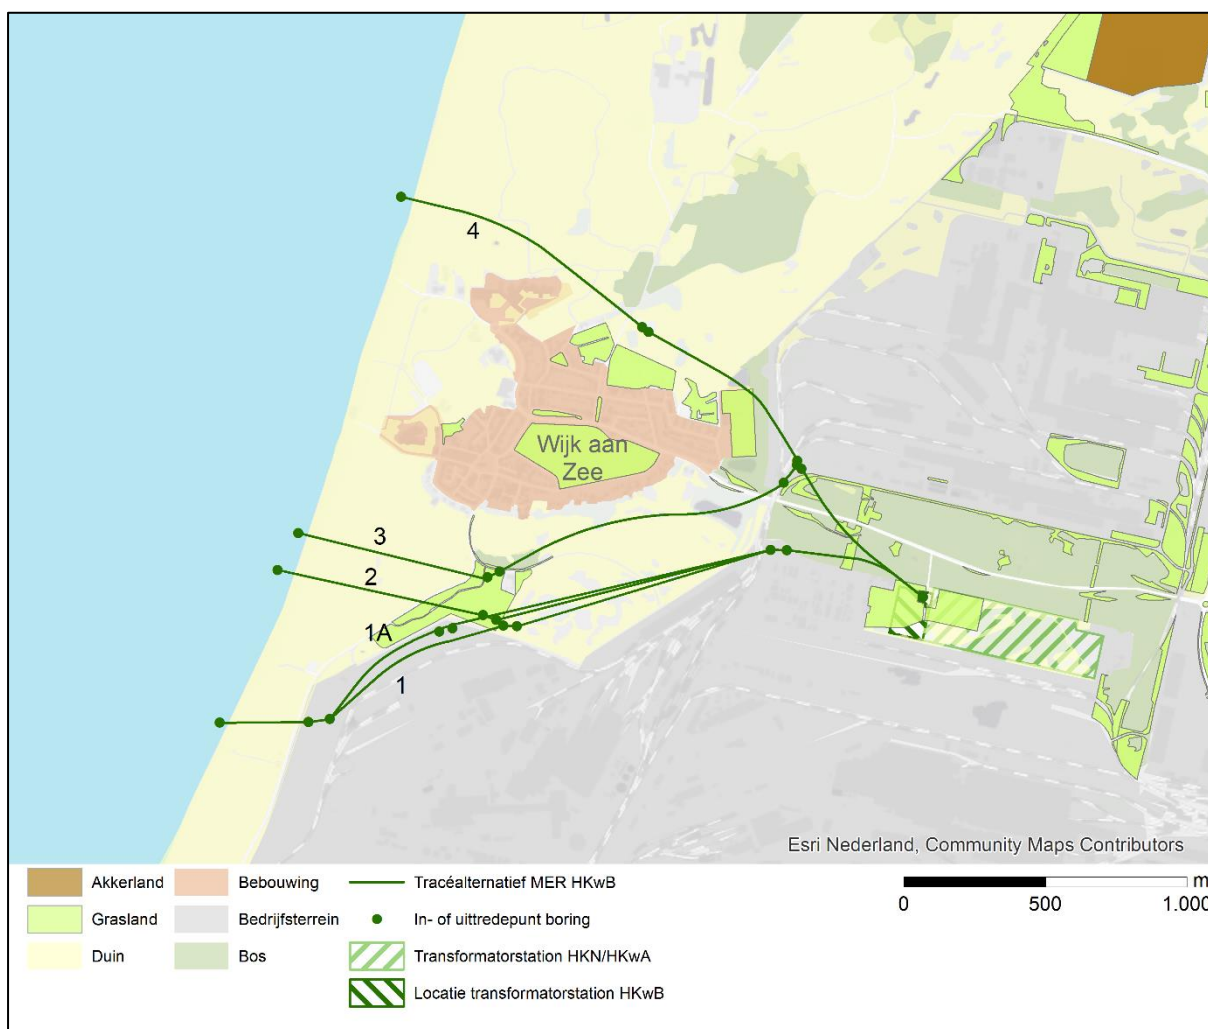 4
Wijk aan
Zee
3
2
1A
1
Esri Nederland, Community Maps Contributors
Akkerland
Bebouwing
Tracéalternatief MER HKwB
Grasland
Bedrijfsterrein
In- of uittredepunt boring
Duin
Bos
Transformatorstation HKN/HKwA
Locatie transformatorstation HKwB
m
0 500 1.000